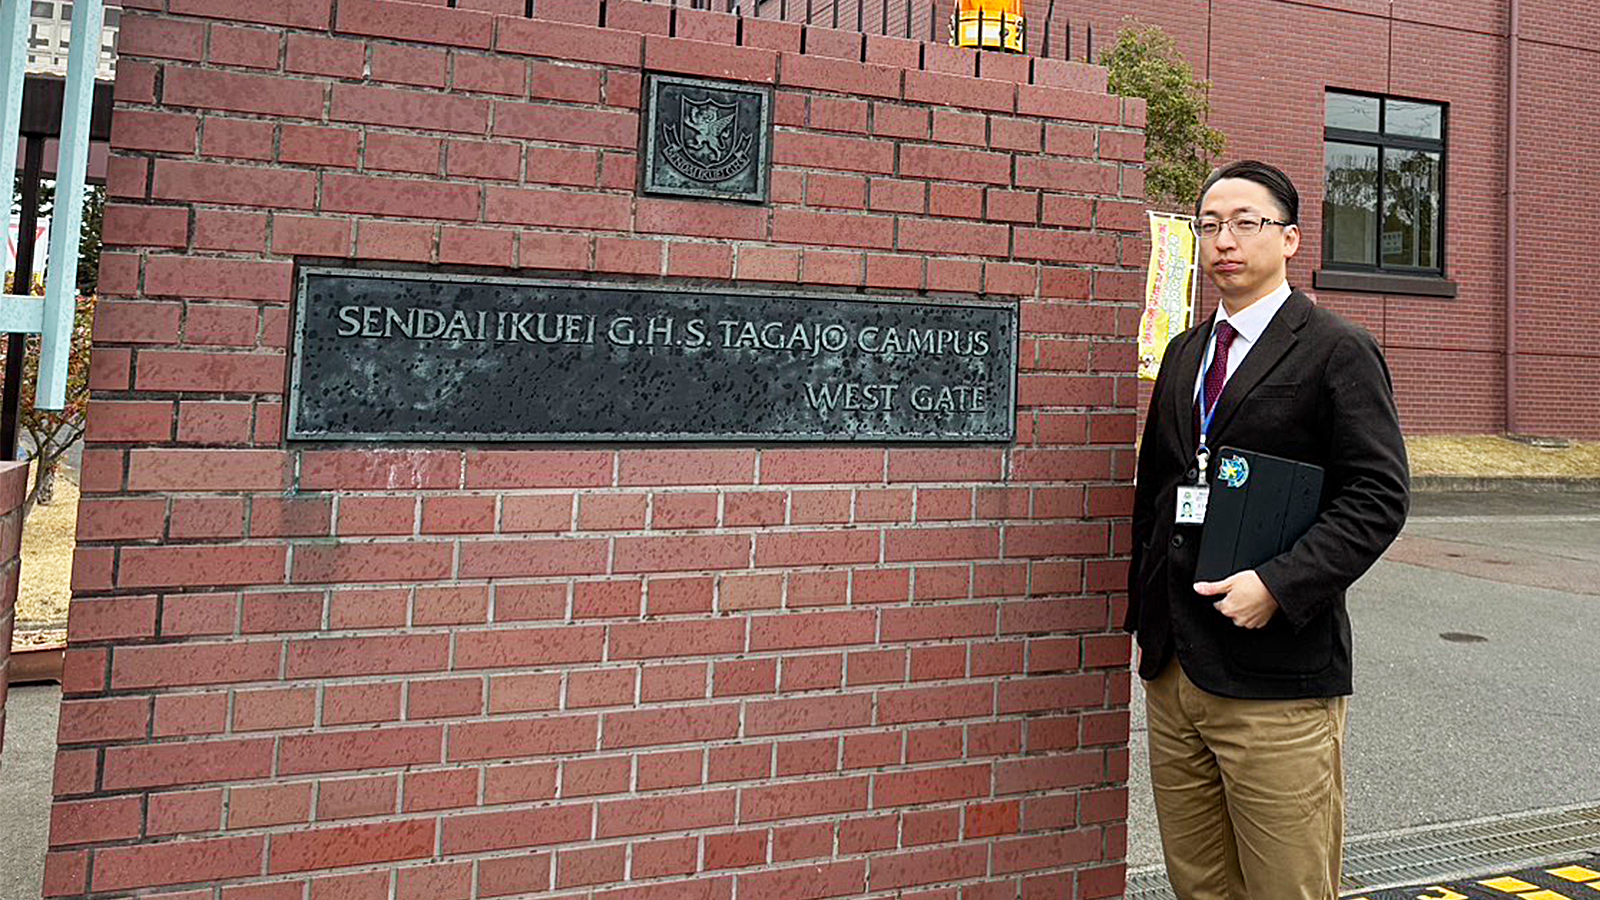 SENDAI IKUEI G.H.S. TAGAJO CAMPUS
WEST GATE